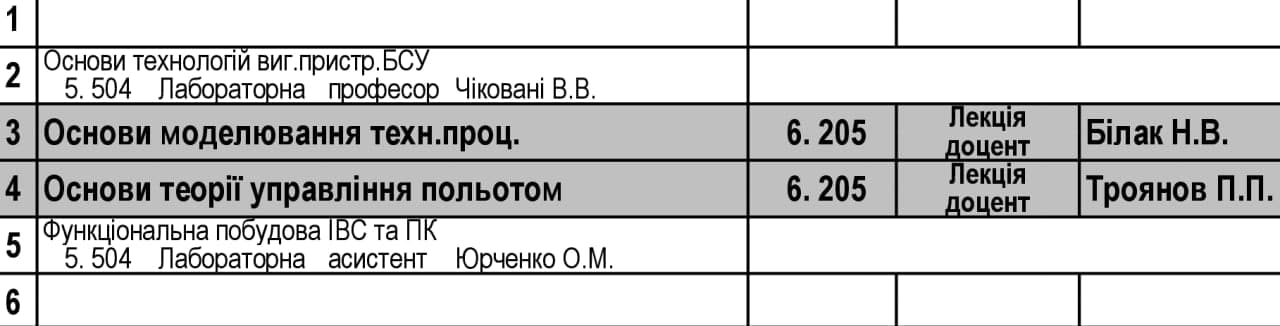 1
2 Основи технологій виг.пристр.БСУ
5. 504 Лабораторна професор Чіковані В.В.
3 Основи моделювання техн.проц. 6. 205 Лекція доцент Білак Н.В.
4 Основи теорії управління польотом 6. 205 Лекція доцент Троянов П.П.
5 Функціональна побудова ІВС та ПК
5. 504 Лабораторна асистент Юрченко О.М.
6